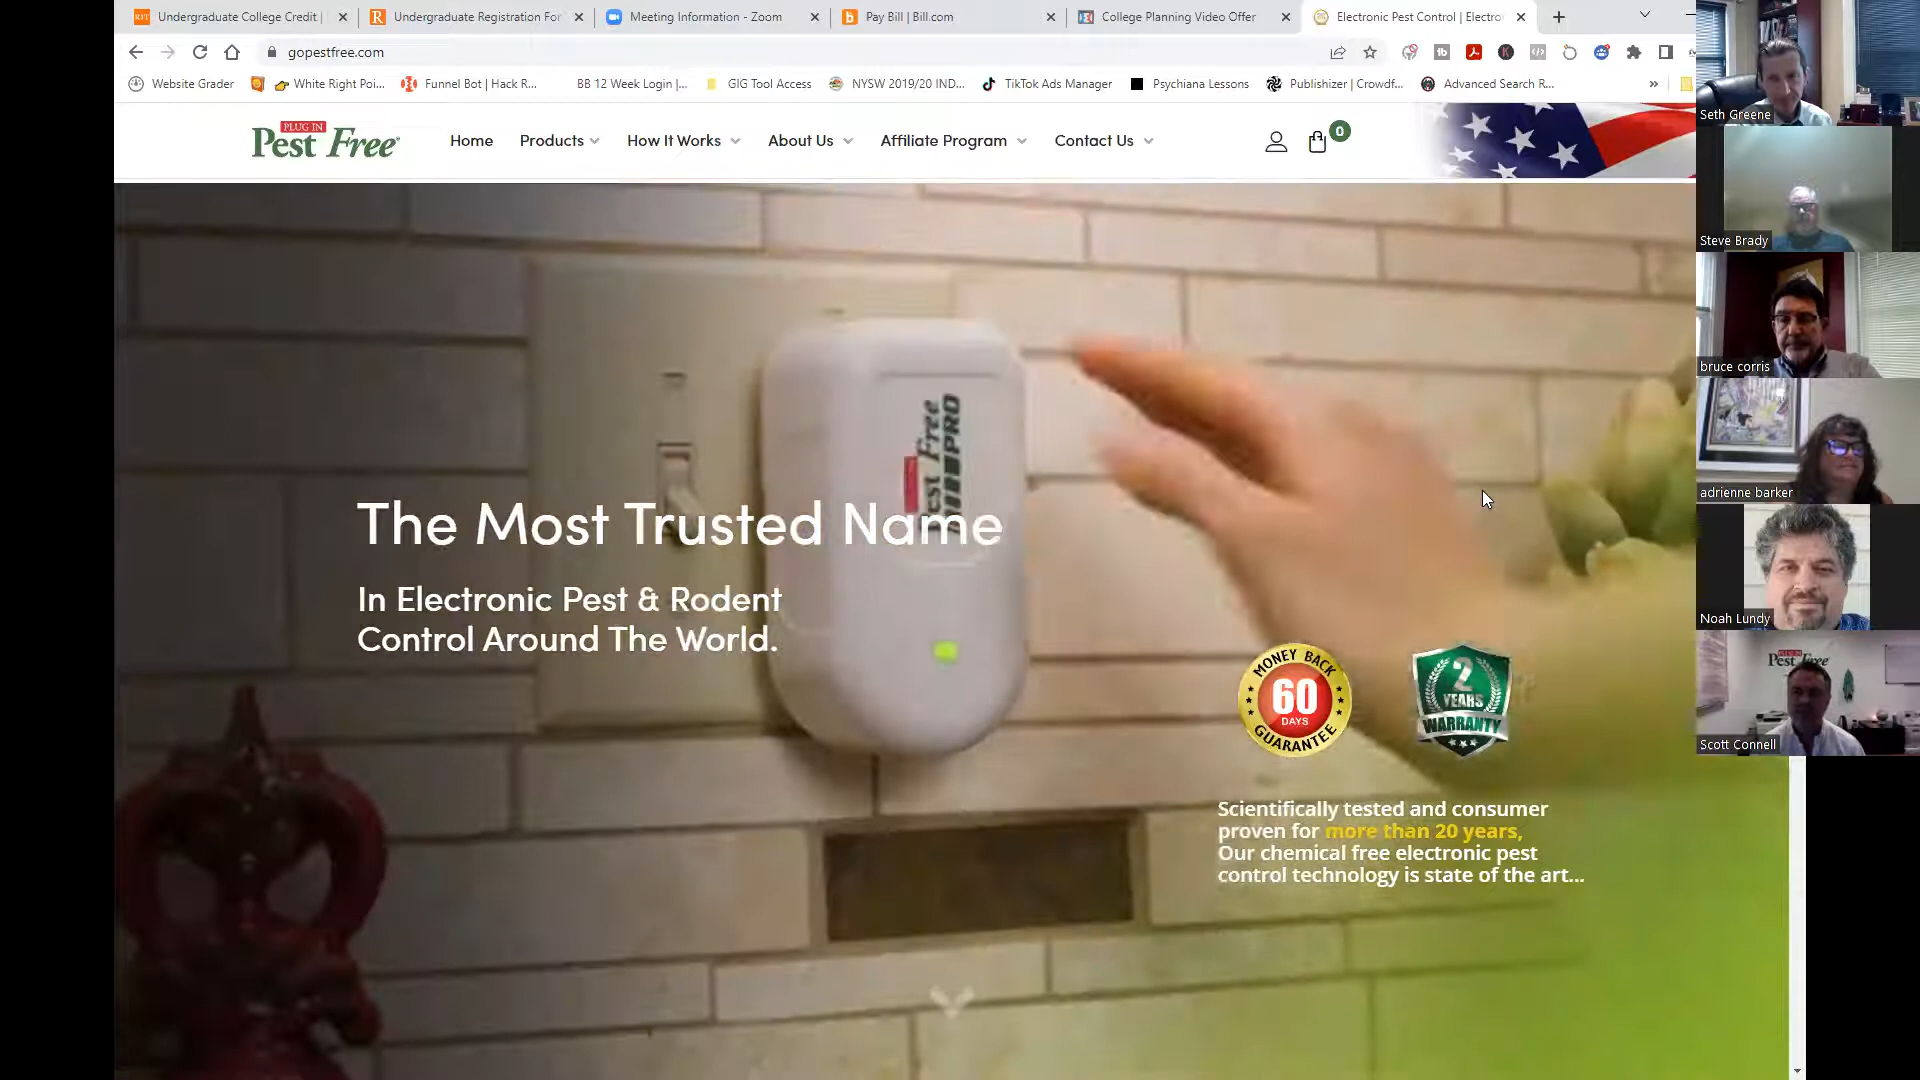 Undergraduate College Credit |
Undergraduate Registration For
Meeting Information - Zoom
Pay Bill | Bill.com
College Planning Video Offer
Electronic Pest Control | Electro
gopestfree.com
Website Grader
White Right Poi...
Funnel Bot | Hack R...
BB 12 Week Login |...
GIG Tool Access
NYSW 2019/20 IND...
TikTok Ads Manager
Psychiana Lessons
Publishizer | Crowdf...
Advanced Search R...
PLUG IN
Pest Free
Home
Products
How It Works
About Us
Affiliate Program
Contact Us
0
The Most Trusted Name
In Electronic Pest & Rodent
Control Around The World.
MONEY BACK
60
DAYS
GUARANTEE
2
YEARS
WARRANTY
Scientifically tested and consumer
proven for more than 20 years,
Our chemical free electronic pest
control technology is state of the art...
Seth Greene
Steve Brady
bruce corris
adrienne barker
Noah Lundy
Pest Free
Scott Connell